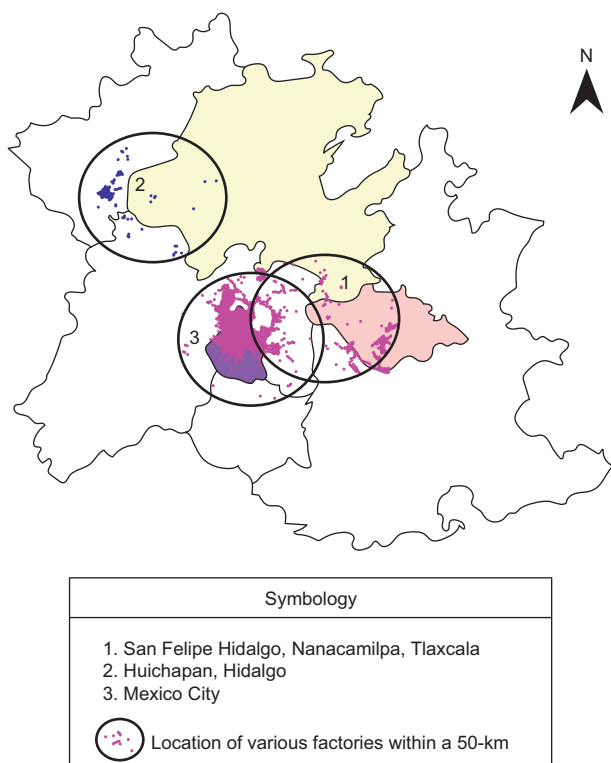 N
2
1
3
Symbology
1. San Felipe Hidalgo, Nanacamilpa, Tlaxcala
2. Huichapan, Hidalgo
3. Mexico City
Location of various factories within a 50-km